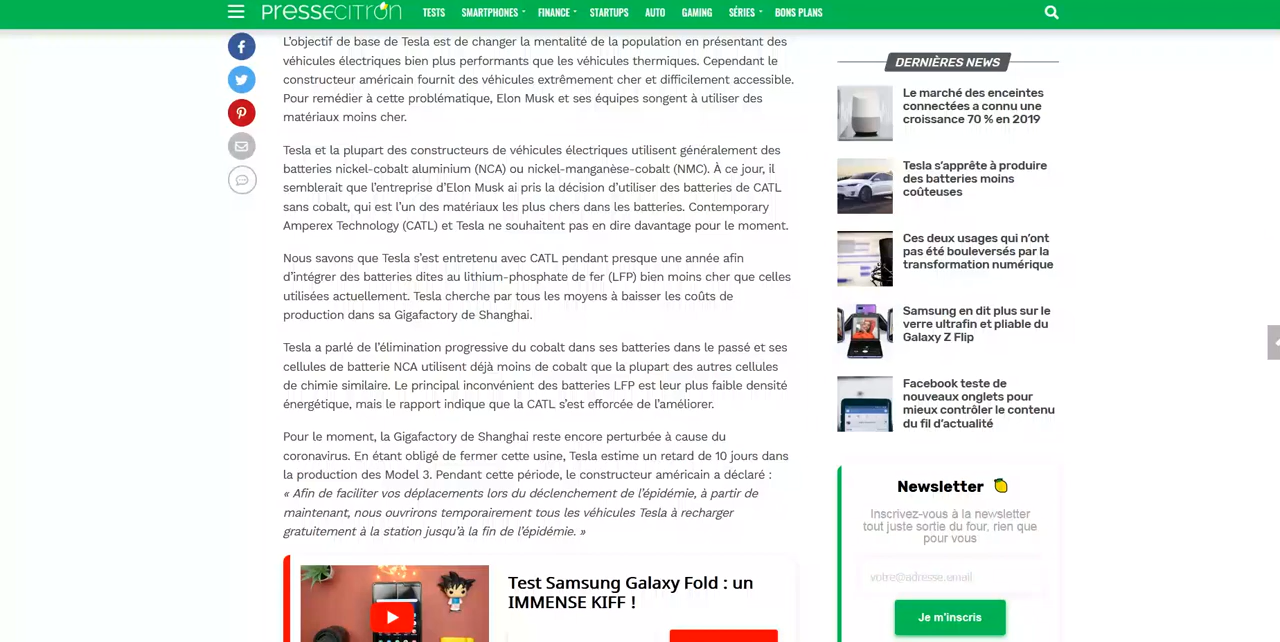 PRESSECITRON
TESTS
SMARTPHONES
FINANCE
STARTUPS
AUTO
GAMING
SÉRIES
BONS PLANS
L’objectif de base de Tesla est de changer la mentalité de la population en présentant des
véhicules électriques bien plus performants que les véhicules thermiques. Cependant le
constructeur américain fournit des véhicules extrêmement cher et difficilement accessible.
Pour remédier à cette problématique, Elon Musk et ses équipes songent à utiliser des
matériaux moins cher.
Tesla et la plupart des constructeurs de véhicules électriques utilisent généralement des
batteries nickel-cobalt aluminium (NCA) ou nickel-manganèse-cobalt (NMC). À ce jour, il
semblerait que l’entreprise d’Elon Musk ai pris la décision d’utiliser des batteries de CATL
sans cobalt, qui est l’un des matériaux les plus chers dans les batteries. Contemporary
Amperex Technology (CATL) et Tesla ne souhaitent pas en dire davantage pour le moment.
Nous savons que Tesla s’est entretenu avec CATL pendant presque une année afin
d’intégrer des batteries dites au lithium-phosphate de fer (LFP) bien moins cher que celles
utilisées actuellement. Tesla cherche par tous les moyens à baisser les coûts de
production dans sa Gigafactory de Shanghai.
Tesla a parlé de l’élimination progressive du cobalt dans ses batteries dans le passé et ses
cellules de batterie NCA utilisent déjà moins de cobalt que la plupart des autres cellules
de chimie similaire. Le principal inconvénient des batteries LFP est leur plus faible densité
énergétique, mais le rapport indique que la CATL s’est efforcée de l’améliorer.
Pour le moment, la Gigafactory de Shanghai reste encore perturbée à cause du
coronavirus. En étant obligé de fermer cette usine, Tesla estime un retard de 10 jours dans
la production des Model 3. Pendant cette période, le constructeur américain a déclaré :
« Afin de faciliter vos déplacements lors du déclenchement de l’épidémie, à partir de
maintenant, nous ouvrirons temporairement tous les véhicules Tesla à recharger
gratuitement à la station jusqu’à la fin de l’épidémie. »
Test Samsung Galaxy Fold : un
IMMENSE KIFF !
DERNIÈRES NEWS
Le marché des enceintes
connectées a connu une
croissance 70 % en 2019
Tesla s’apprête à produire
des batteries moins
coûteuses
Ces deux usages qui n’ont
pas été bouleversés par la
transformation numérique
Samsung en dit plus sur le
verre ultrafin et pliable du
Galaxy Z Flip
Facebook teste de
nouveaux onglets pour
mieux contrôler le contenu
du fil d’actualité
Newsletter
Inscrivez-vous à la newsletter
tout juste sortie du four, rien que
pour vous
votre@adresse.email
Je m’inscris